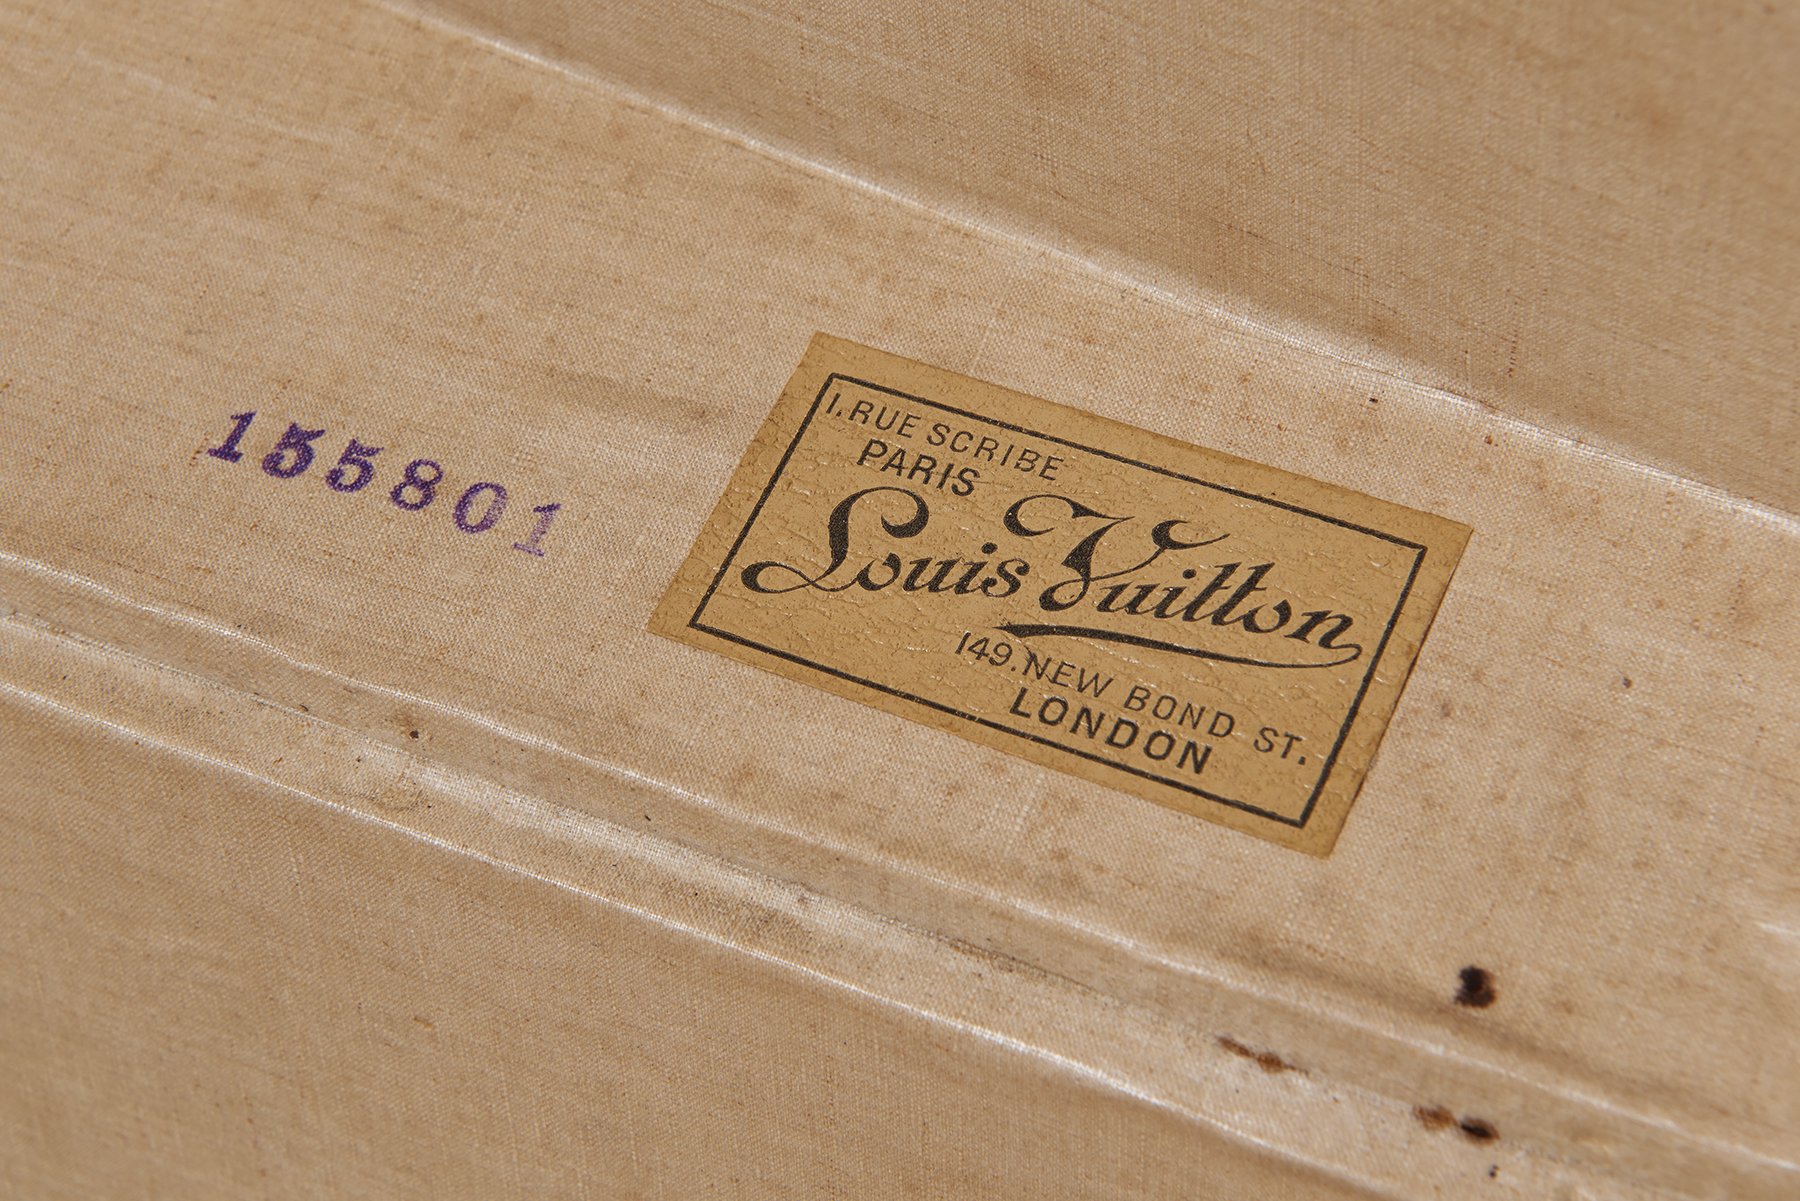 155801
1. RUE SCRIBE
PARIS
Louis Vuitton
149. NEW BOND ST.
LONDON